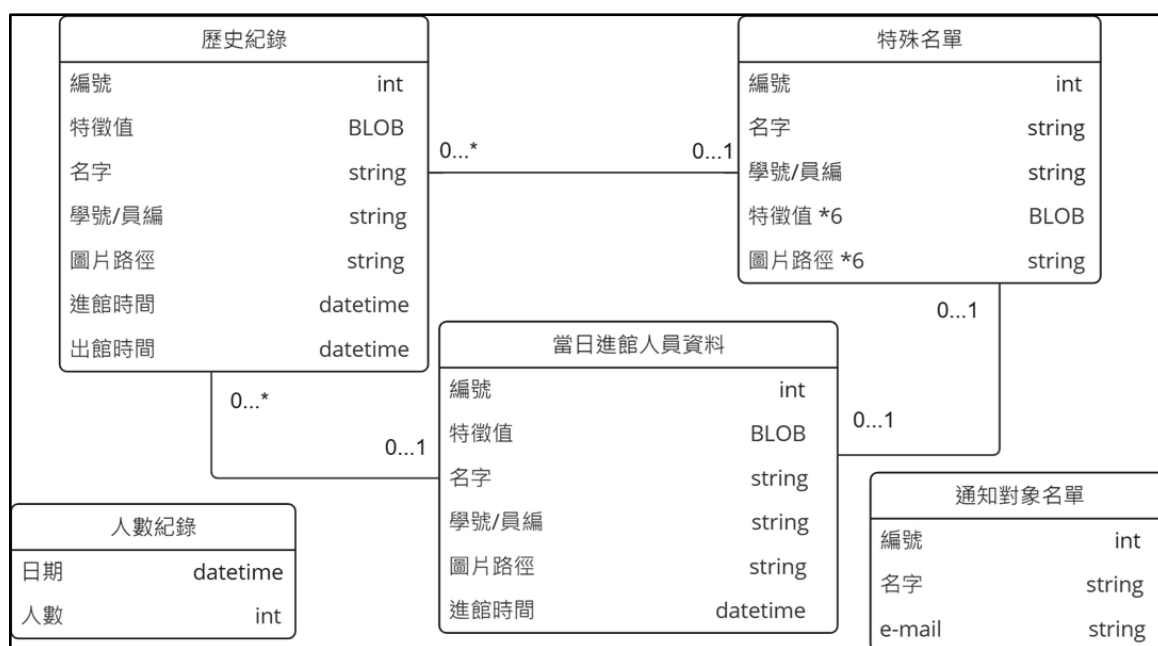 歷史紀錄
編號 int
特徵值 BLOB
名字 string
學號/員編 string
圖片路徑 string
進館時間 datetime
出館時間 datetime
0...* 0...1
特殊名單
編號 int
名字 string
學號/員編 string
特徵值 *6 BLOB
圖片路徑 *6 string
0...1
0...1
0...*
0...1
當日進館人員資料
編號 int
特徵值 BLOB
名字 string
學號/員編 string
圖片路徑 string
進館時間 datetime
人數紀錄
日期 datetime
人數 int
通知對象名單
編號 int
名字 string
e-mail string